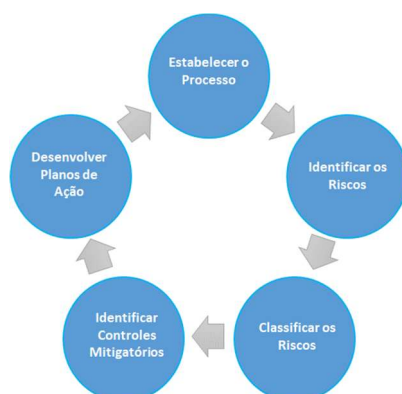 Estabelecer o
Processo
Identificar os
Riscos
Classificar os
Riscos
Identificar
Controles
Mitigatórios
Desenvolver
Planos de
Ação